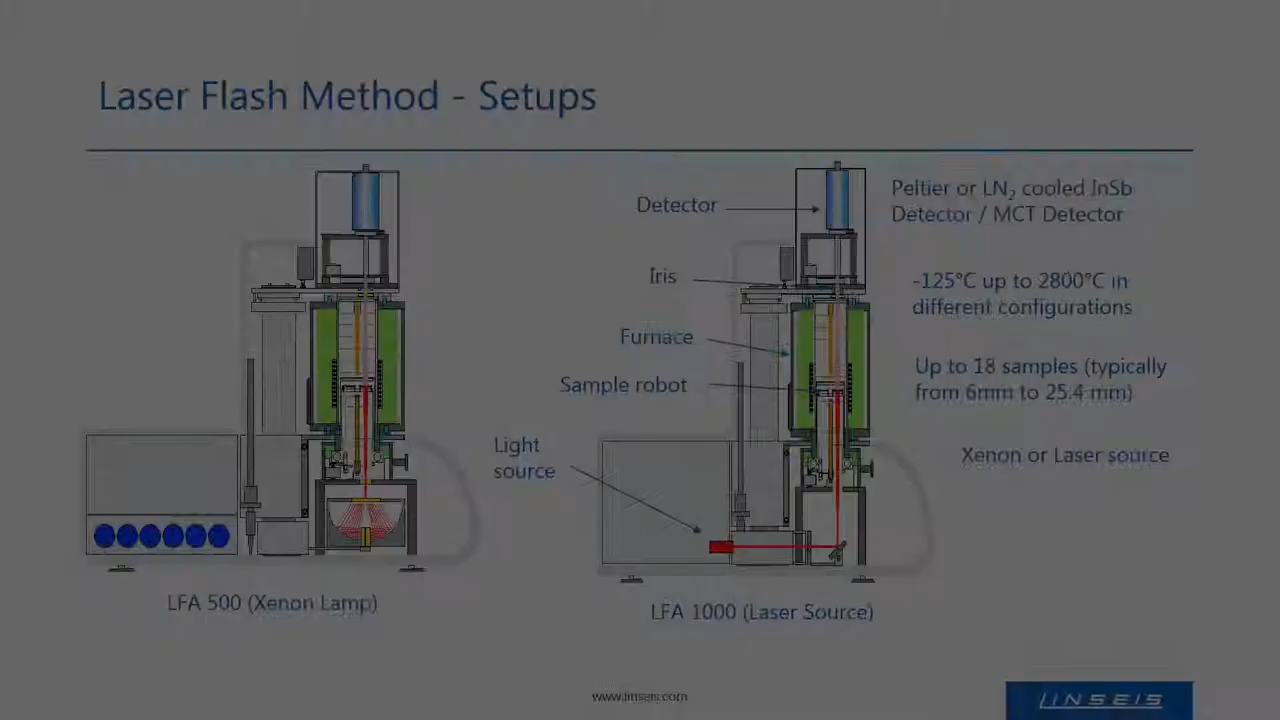 Laser Flash Method - Setups
Detector
Iris
Furnace
Sample robot
Light
source
Peltier or LN₂ cooled InSb
Detector / MCT Detector
-125°C up to 2800°C in
different configurations
Up to 18 samples (typically
from 6mm to 25.4 mm)
Xenon or Laser source
LFA 500 (Xenon Lamp)
LFA 1000 (Laser Source)
www.linseis.com
LINSEIS